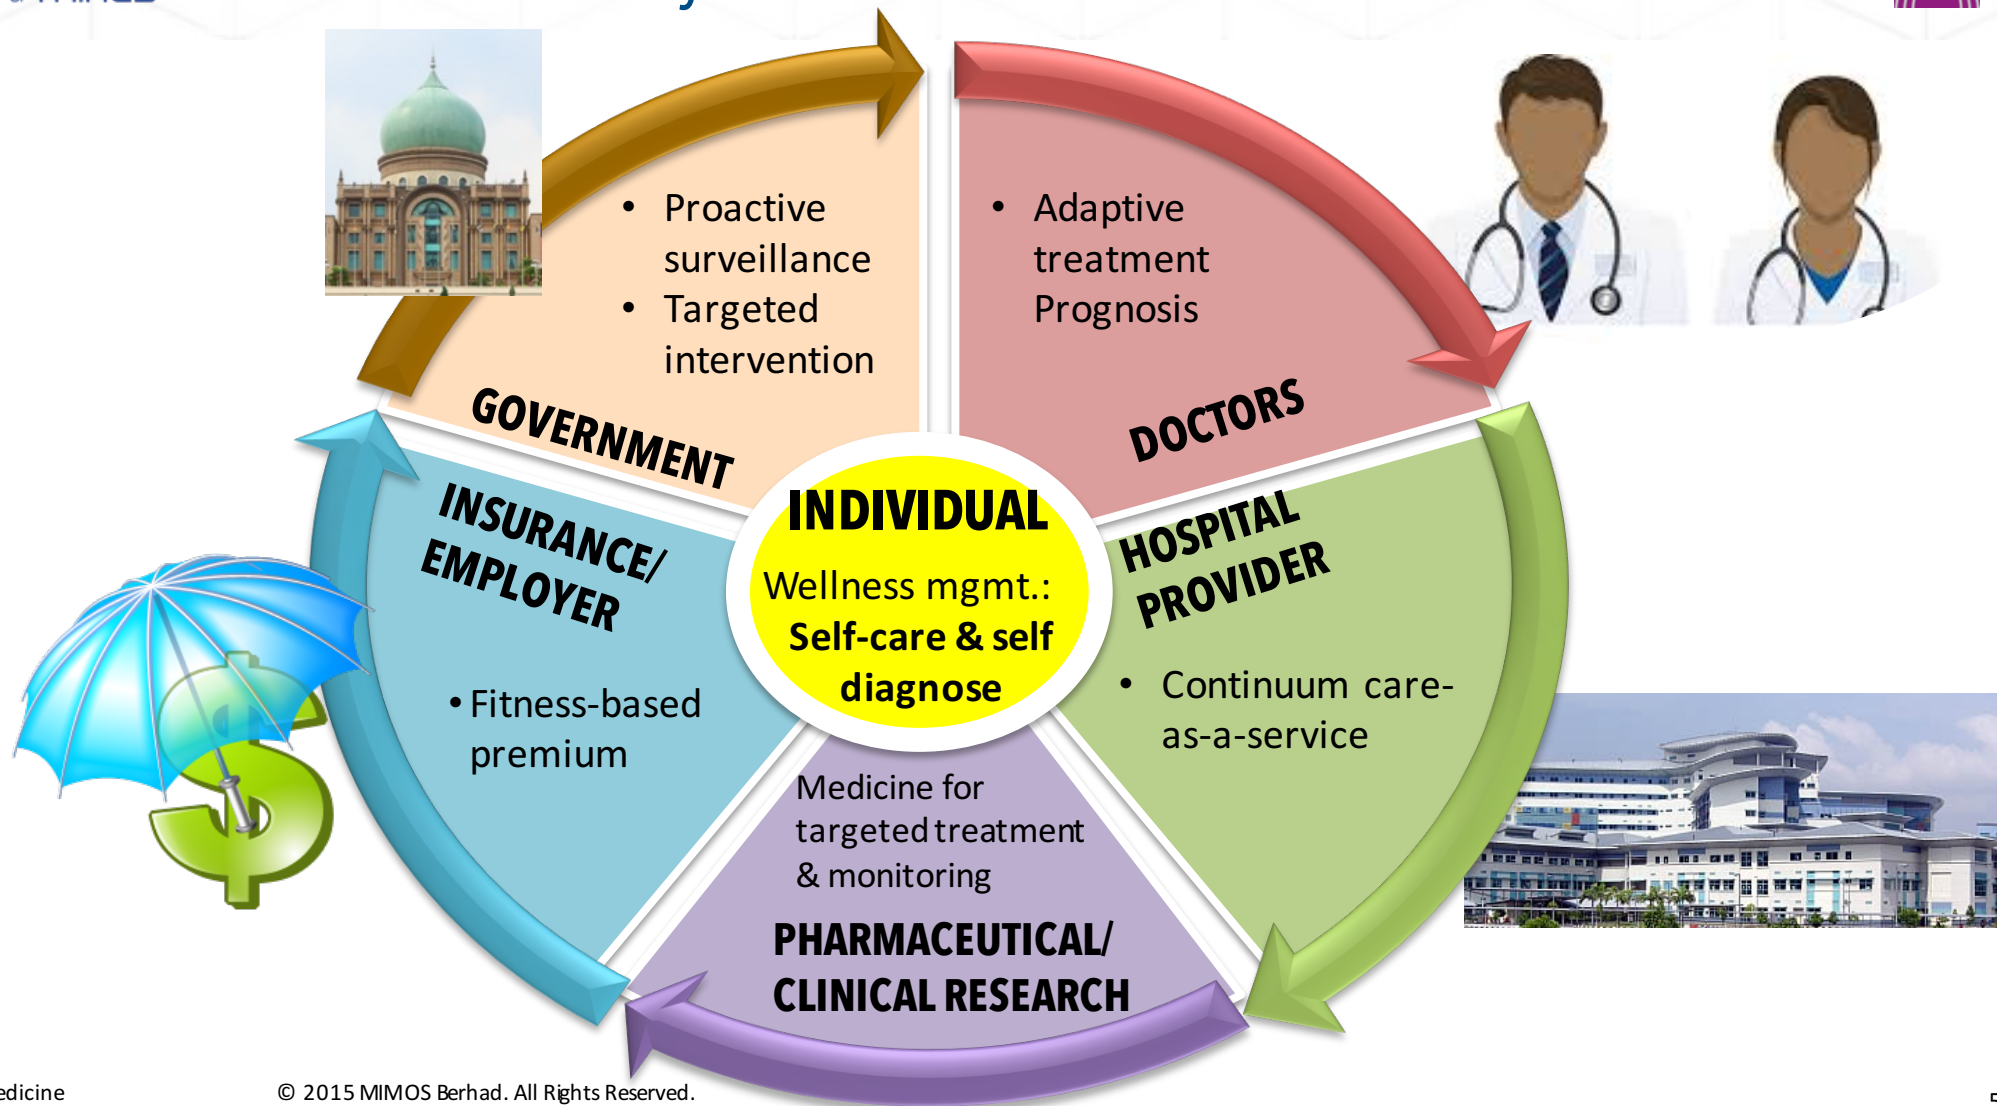 • Proactive
surveillance
• Targeted
intervention
GOVERNMENT
• Adaptive
treatment
Prognosis
DOCTORS
INSURANCE/
EMPLOYER
• Fitness-based
premium
INDIVIDUAL
Wellness mgmt.:
Self-care & self
diagnose
HOSPITAL
PROVIDER
• Continuum care-
as-a-service
Medicine for
targeted treatment
& monitoring
PHARMACEUTICAL/
CLINICAL RESEARCH
edicine
© 2015 MIMOS Berhad. All Rights Reserved.